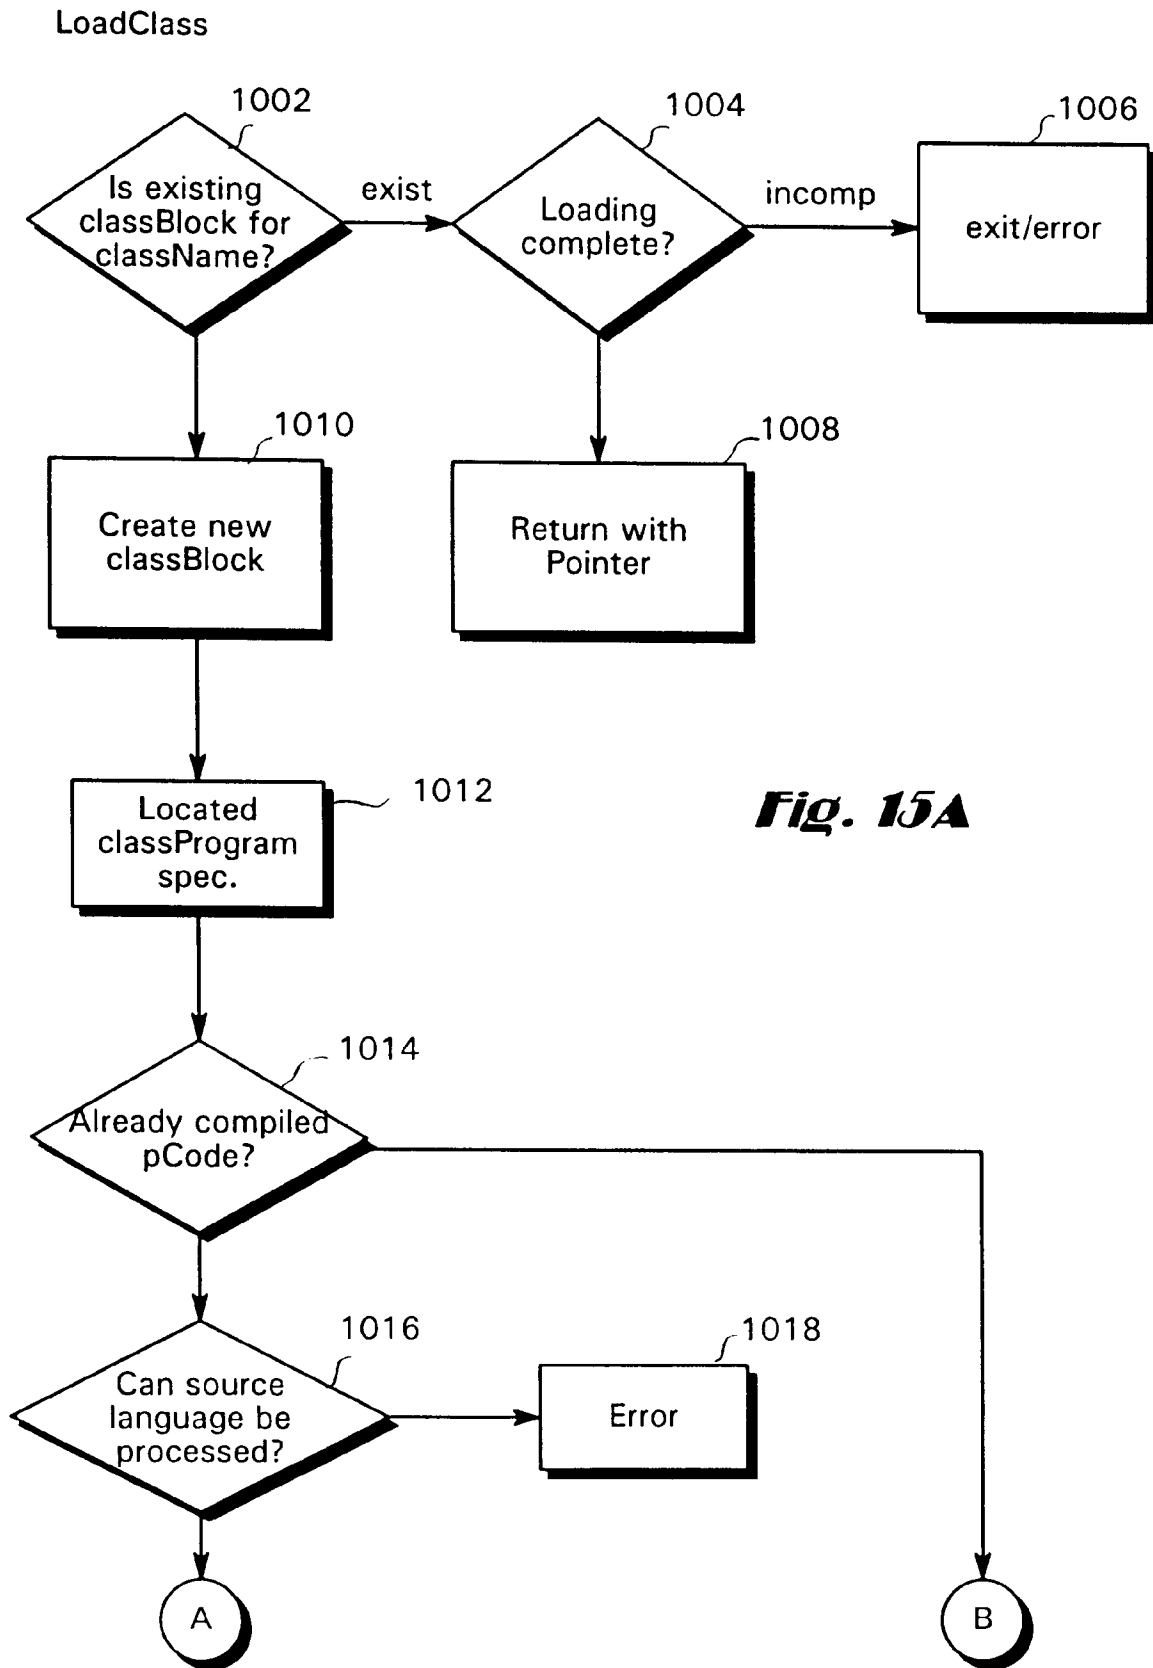 LoadClass
1002
1004
1006
Is existing
classBlock for
className?
exist
Loading
complete?
incomp
exit/error
1010
1008
Create new
classBlock
Return with
Pointer
1012
Located
classProgram
spec.
Fig. 15A
1014
Already compiled
pCode?
1016
1018
Can source
language be
processed?
Error
A
B